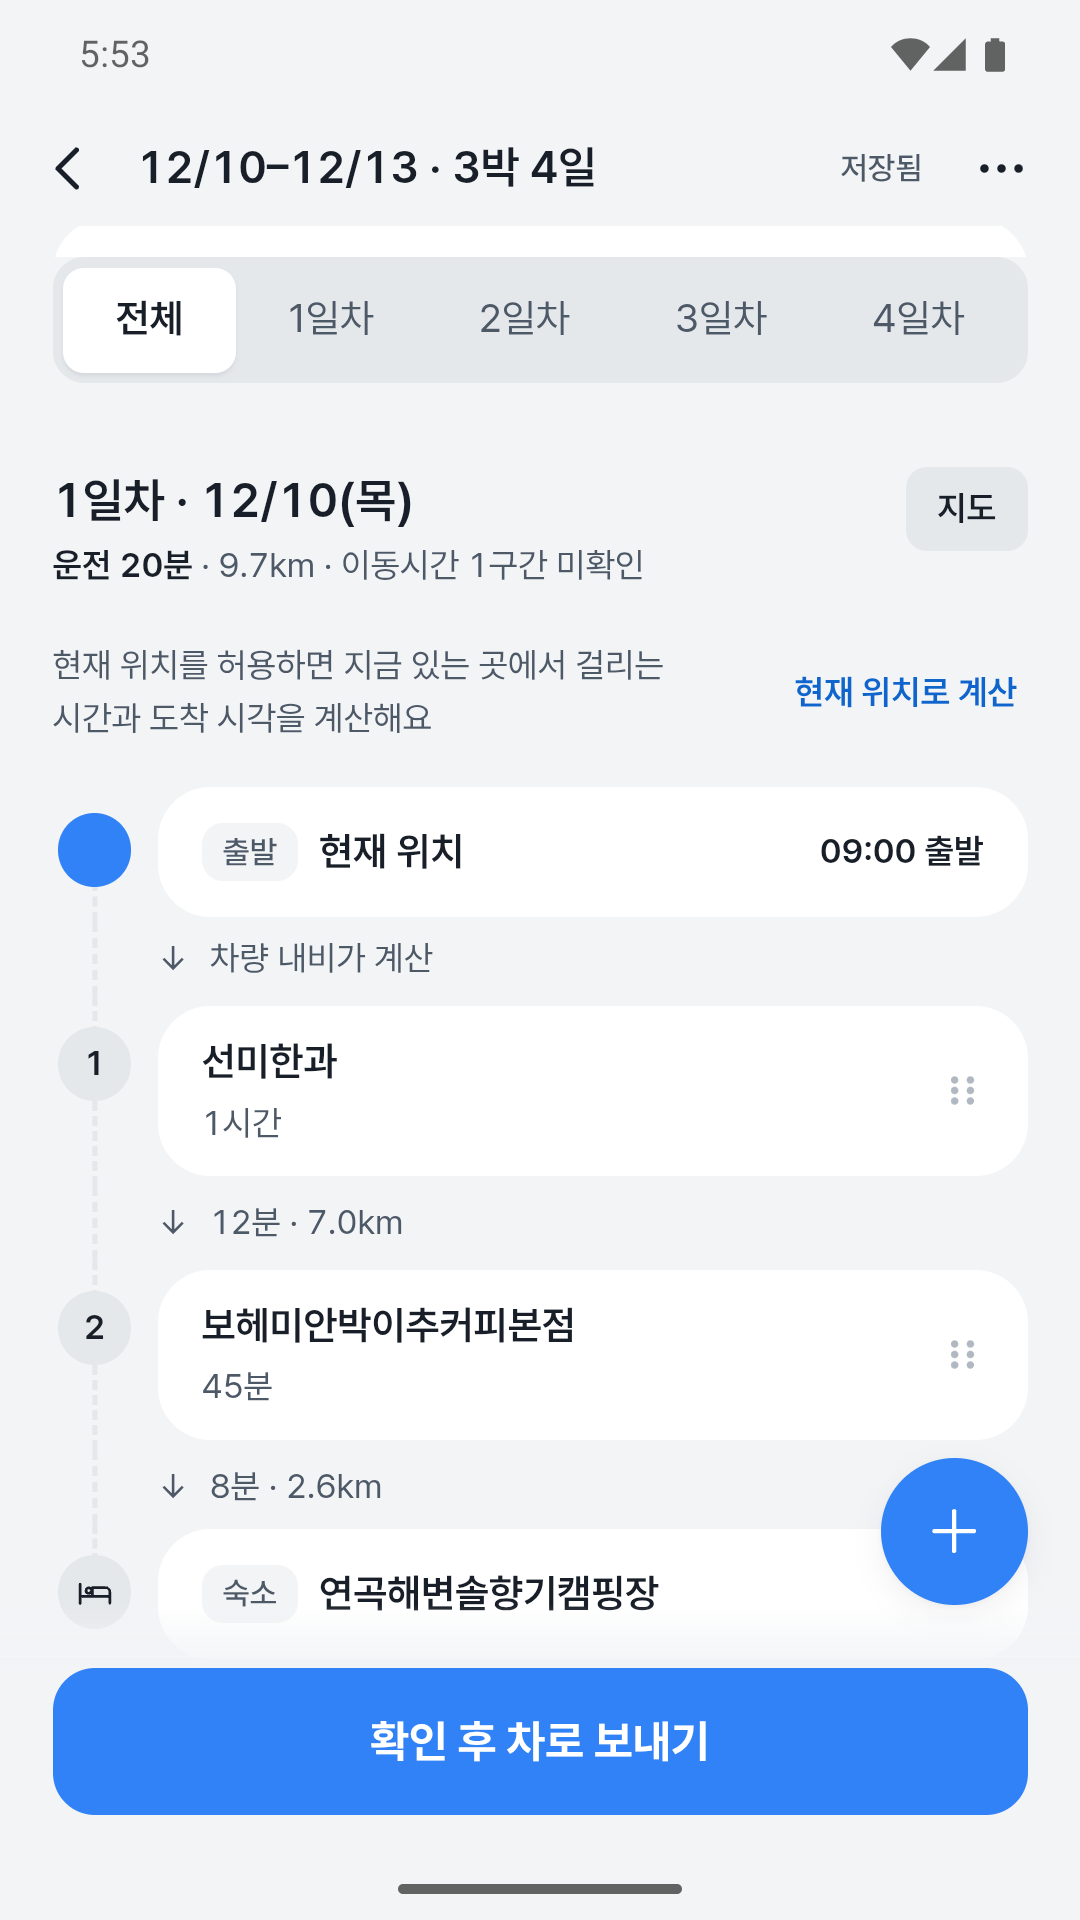 5:53
12/10–12/13 · 3박 4일
저장됨
전체
1일차
2일차
3일차
4일차
1일차 · 12/10(목)
지도
운전 20분 · 9.7km · 이동시간 1구간 미확인
현재 위치를 허용하면 지금 있는 곳에서 걸리는
시간과 도착 시각을 계산해요
현재 위치로 계산
출발
현재 위치
09:00 출발
차량 내비가 계산
1
선미한과
1시간
12분 · 7.0km
2
보헤미안박이추커피본점
45분
8분 · 2.6km
숙소
연곡해변솔향기캠핑장
확인 후 차로 보내기